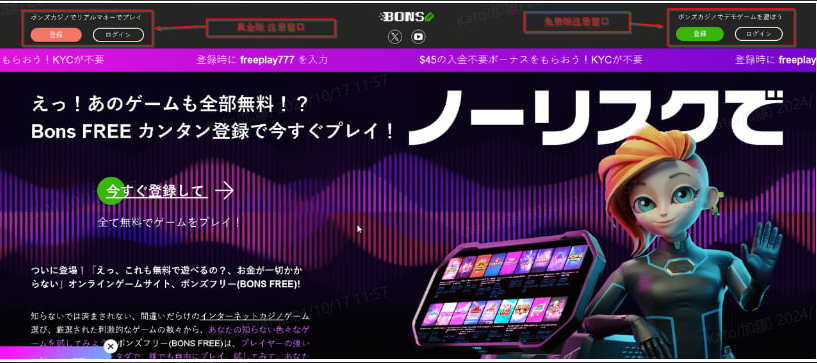 ボンズカジノでリアルマネーでプレイ
登録 ログイン
真金版 注册窗口
BONS
免费版注册窗口
ボンズカジノでデモゲームを遊ぼう
登録 ログイン
もらおう！KYCが不要 登録時に freeplay777 を入力 $45の入金不要ボーナスをもらおう！KYCが不要 登録時に freeplay
えっ！あのゲームも全部無料！？
Bons FREE カンタン登録で今すぐプレイ！
ノーリスクで
今すぐ登録して
全て無料でゲームをプレイ！
ついに登場！「えっ、これも無料で遊べるの？、お金が一切かか
らない」オンラインゲームサイト、ボンズフリー(BONS FREE)!
知らないでは済まされない、間違いだらけのインターネットカジノゲーム
選び、厳選された刺激的なゲームの数々から、あなたの知らない色々なゲ
ームを試してみよう
ボンズフリー(BONS FREE)は、プレイヤーの強い
タダで、誰でも自由にプレイ、試してみて、あなた